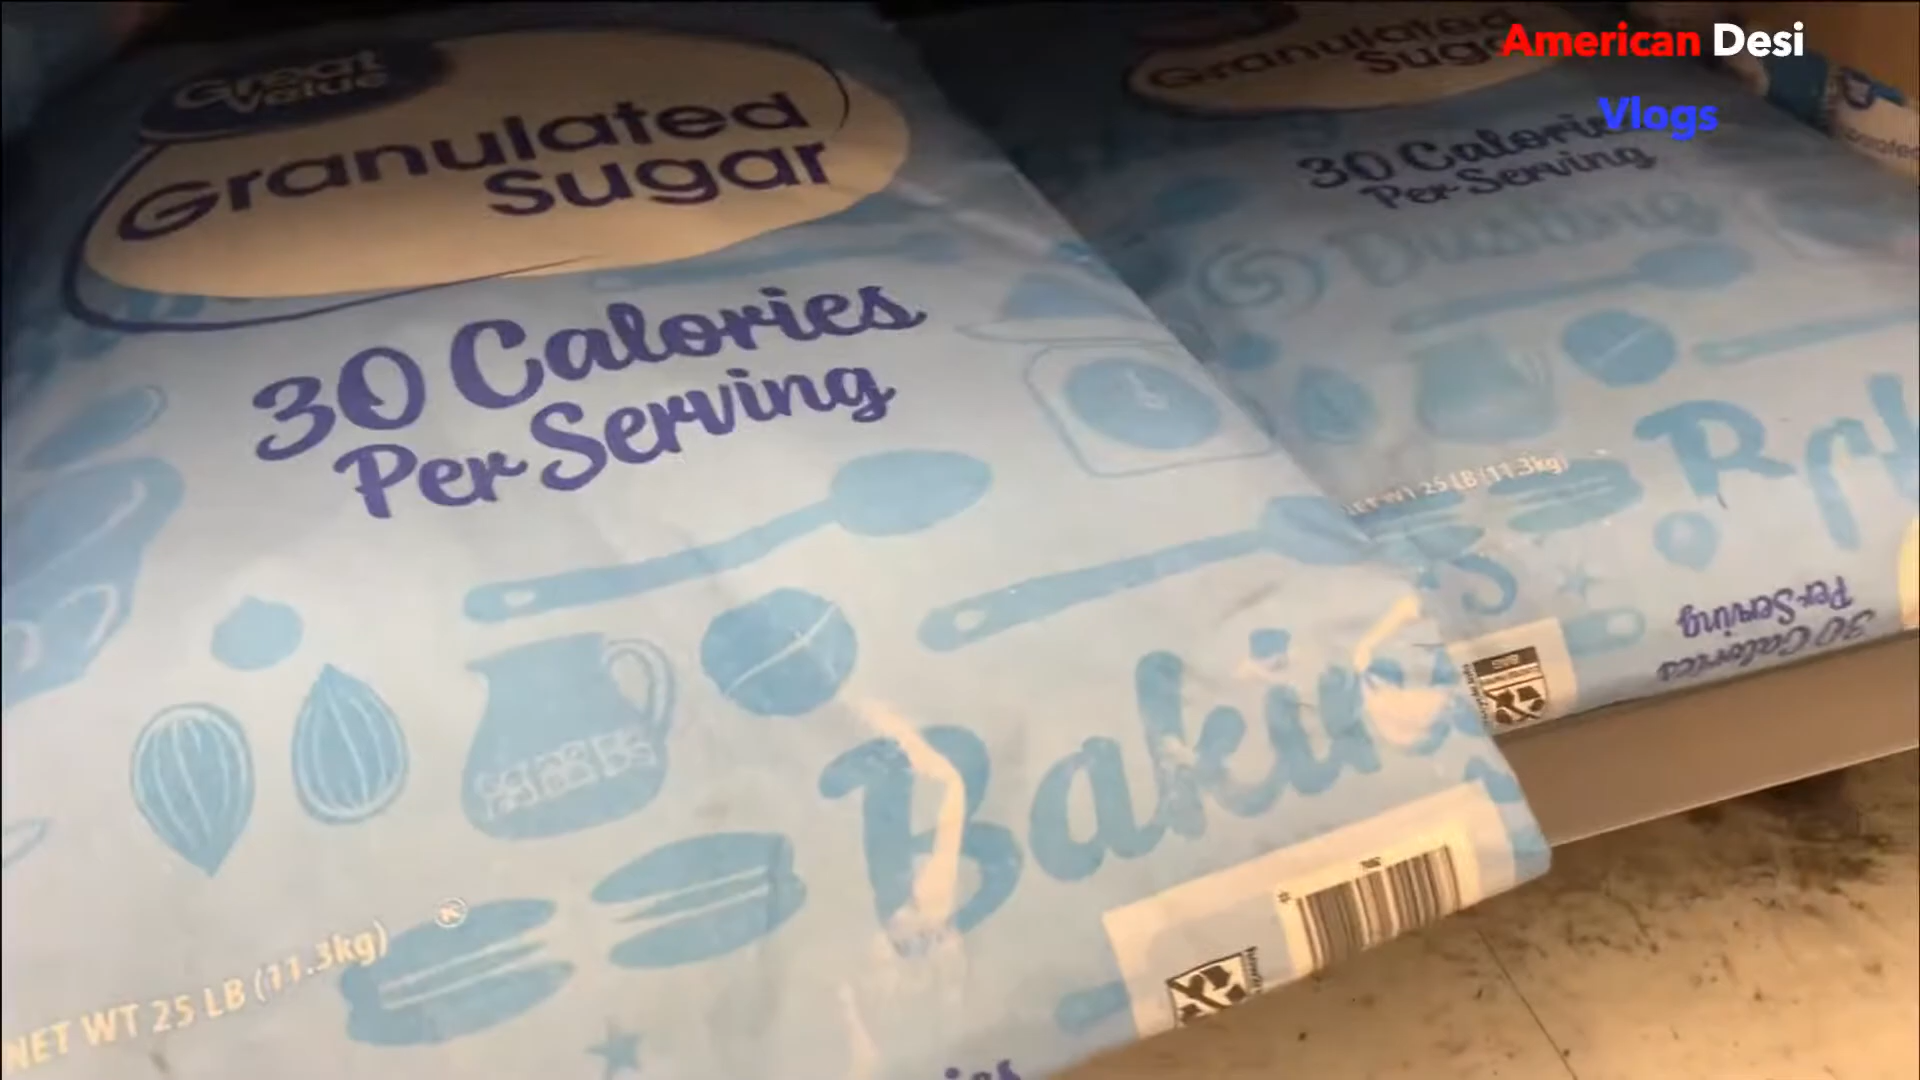 Great
Value
Granulated
Sugar
30 Calories
Per Serving
Baking
NET WT 25 LB (11.3kg)
Granulated
Sugar
30 Calories
Per Serving
Dusting
NET WT 25 LB (11.3kg)
30 Calories
Per Serving
American Desi
Vlogs